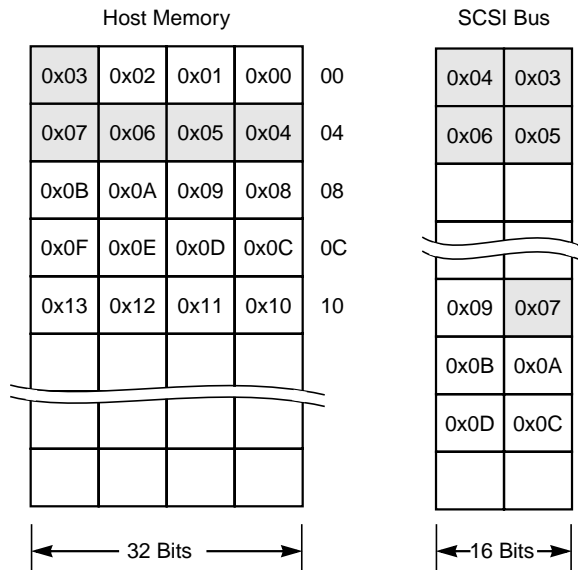 Host Memory
SCSI Bus
0x03 0x02 0x01 0x00 00
0x07 0x06 0x05 0x04 04
0x0B 0x0A 0x09 0x08 08
0x0F 0x0E 0x0D 0x0C 0C
0x13 0x12 0x11 0x10 10
32 Bits
0x04 0x03
0x06 0x05
0x09 0x07
0x0B 0x0A
0x0D 0x0C
16 Bits